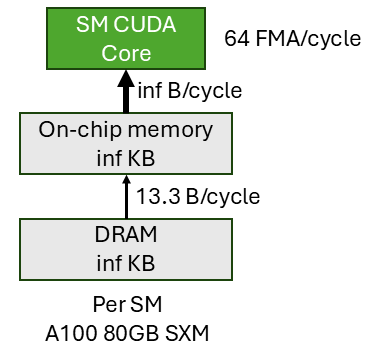 SM CUDA
Core
64 FMA/cycle
inf B/cycle
On-chip memory
inf KB
13.3 B/cycle
DRAM
inf KB
Per SM
A100 80GB SXM